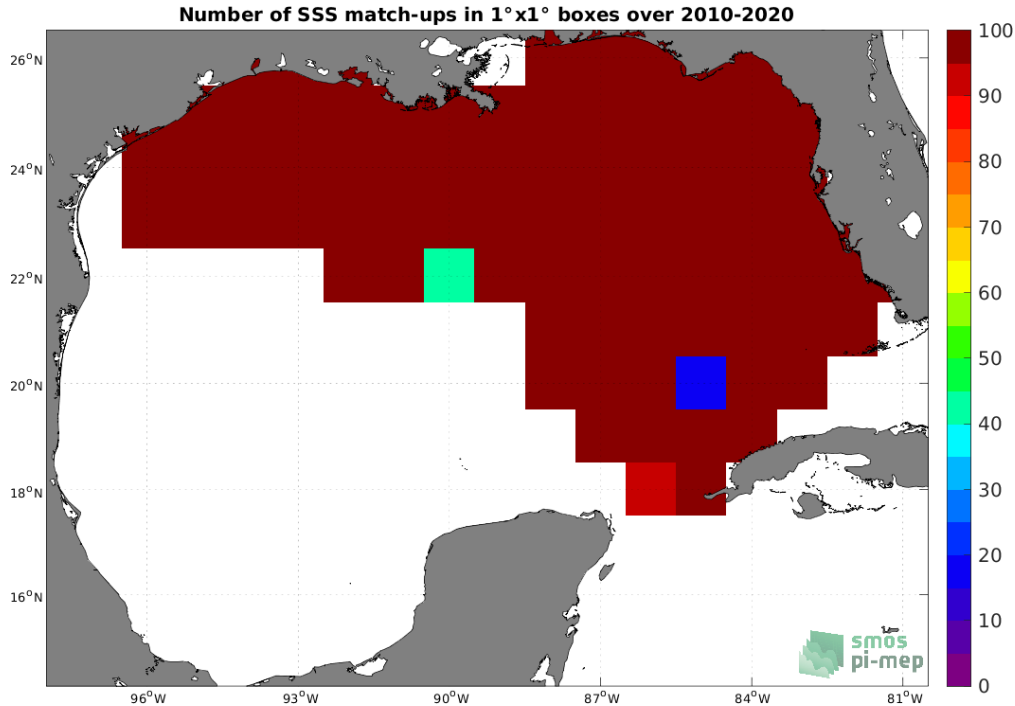 Number of SSS match-ups in 1°x1° boxes over 2010-2020
26°N
24°N
22°N
20°N
18°N
16°N
96°W
93°W
90°W
87°W
84°W
81°W
100
90
80
70
60
50
40
30
20
10
0
smos
pi-mep